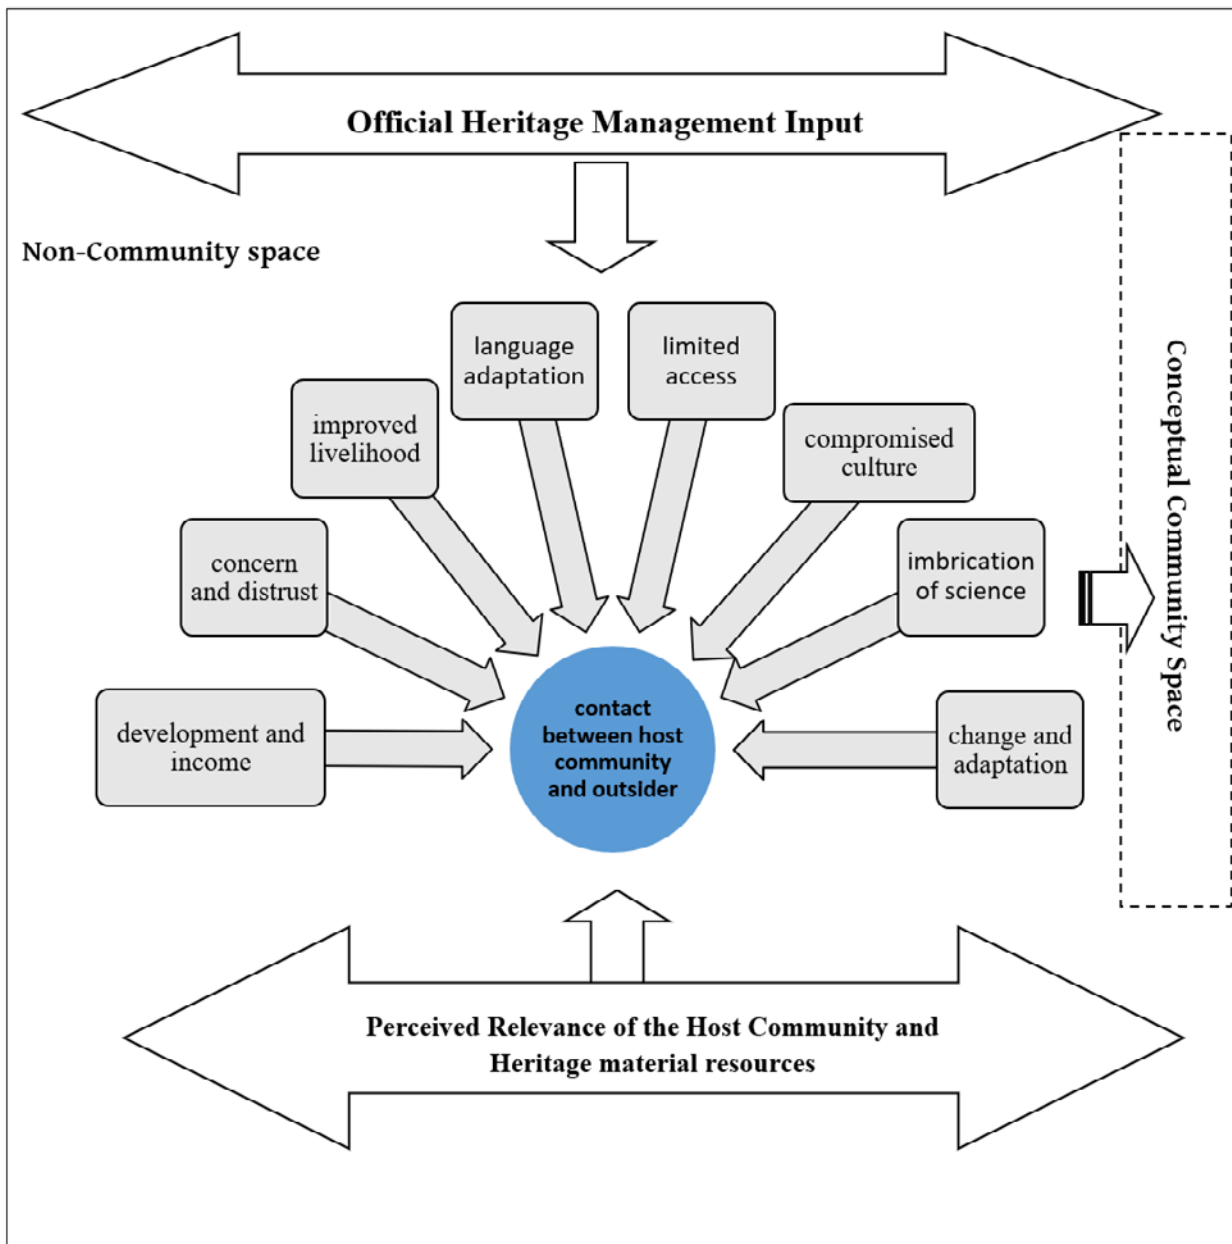 Official Heritage Management Input
Non-Community space
language
adaptation
limited
access
improved
livelihood
compromised
culture
concern
and distrust
imbrication
of science
development and
income
change and
adaptation
contact
between host
community
and outsider
Conceptual Community Space
Perceived Relevance of the Host Community and
Heritage material resources